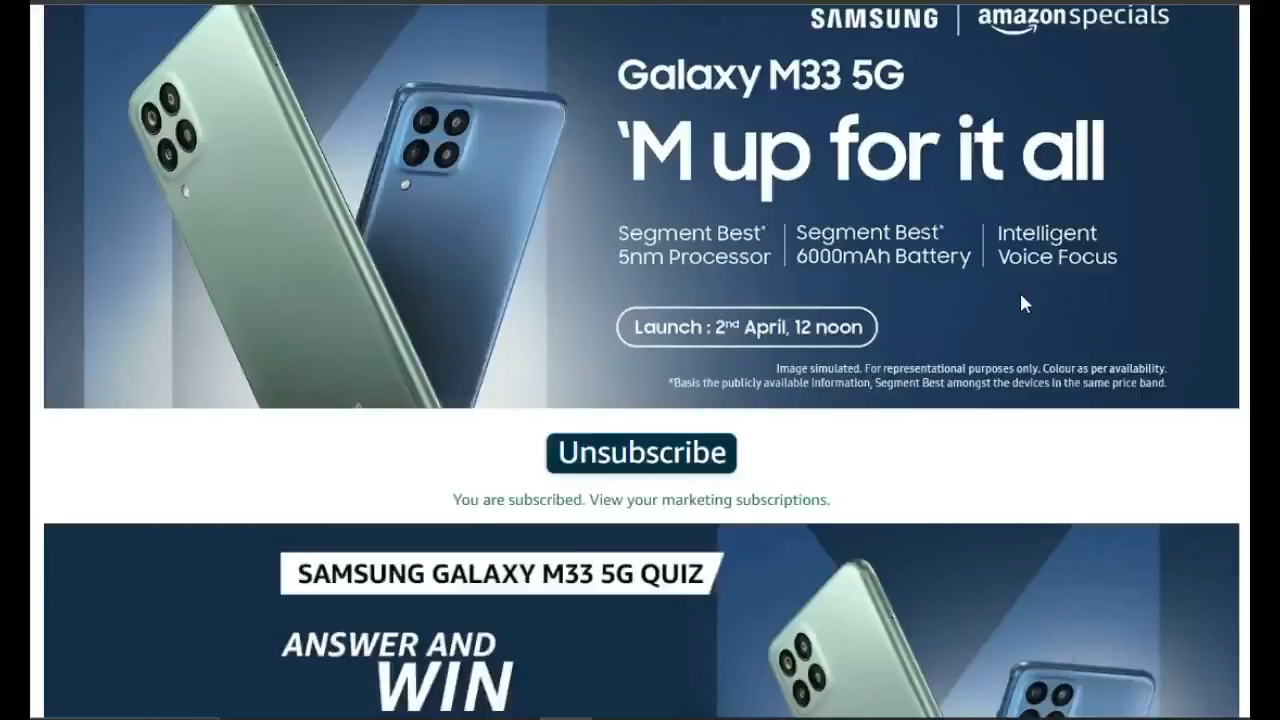 SAMSUNG | amazonspecials
Galaxy M33 5G
'M up for it all
Segment Best*
5nm Processor
Segment Best*
6000mAh Battery
Intelligent
Voice Focus
Launch : 2nd April, 12 noon
Image simulated. For representational purposes only. Colour as per availability.
*Basis the publicly available information, Segment Best amongst the devices in the same price band.
Unsubscribe
You are subscribed. View your marketing subscriptions.
SAMSUNG GALAXY M33 5G QUIZ
ANSWER AND
WIN